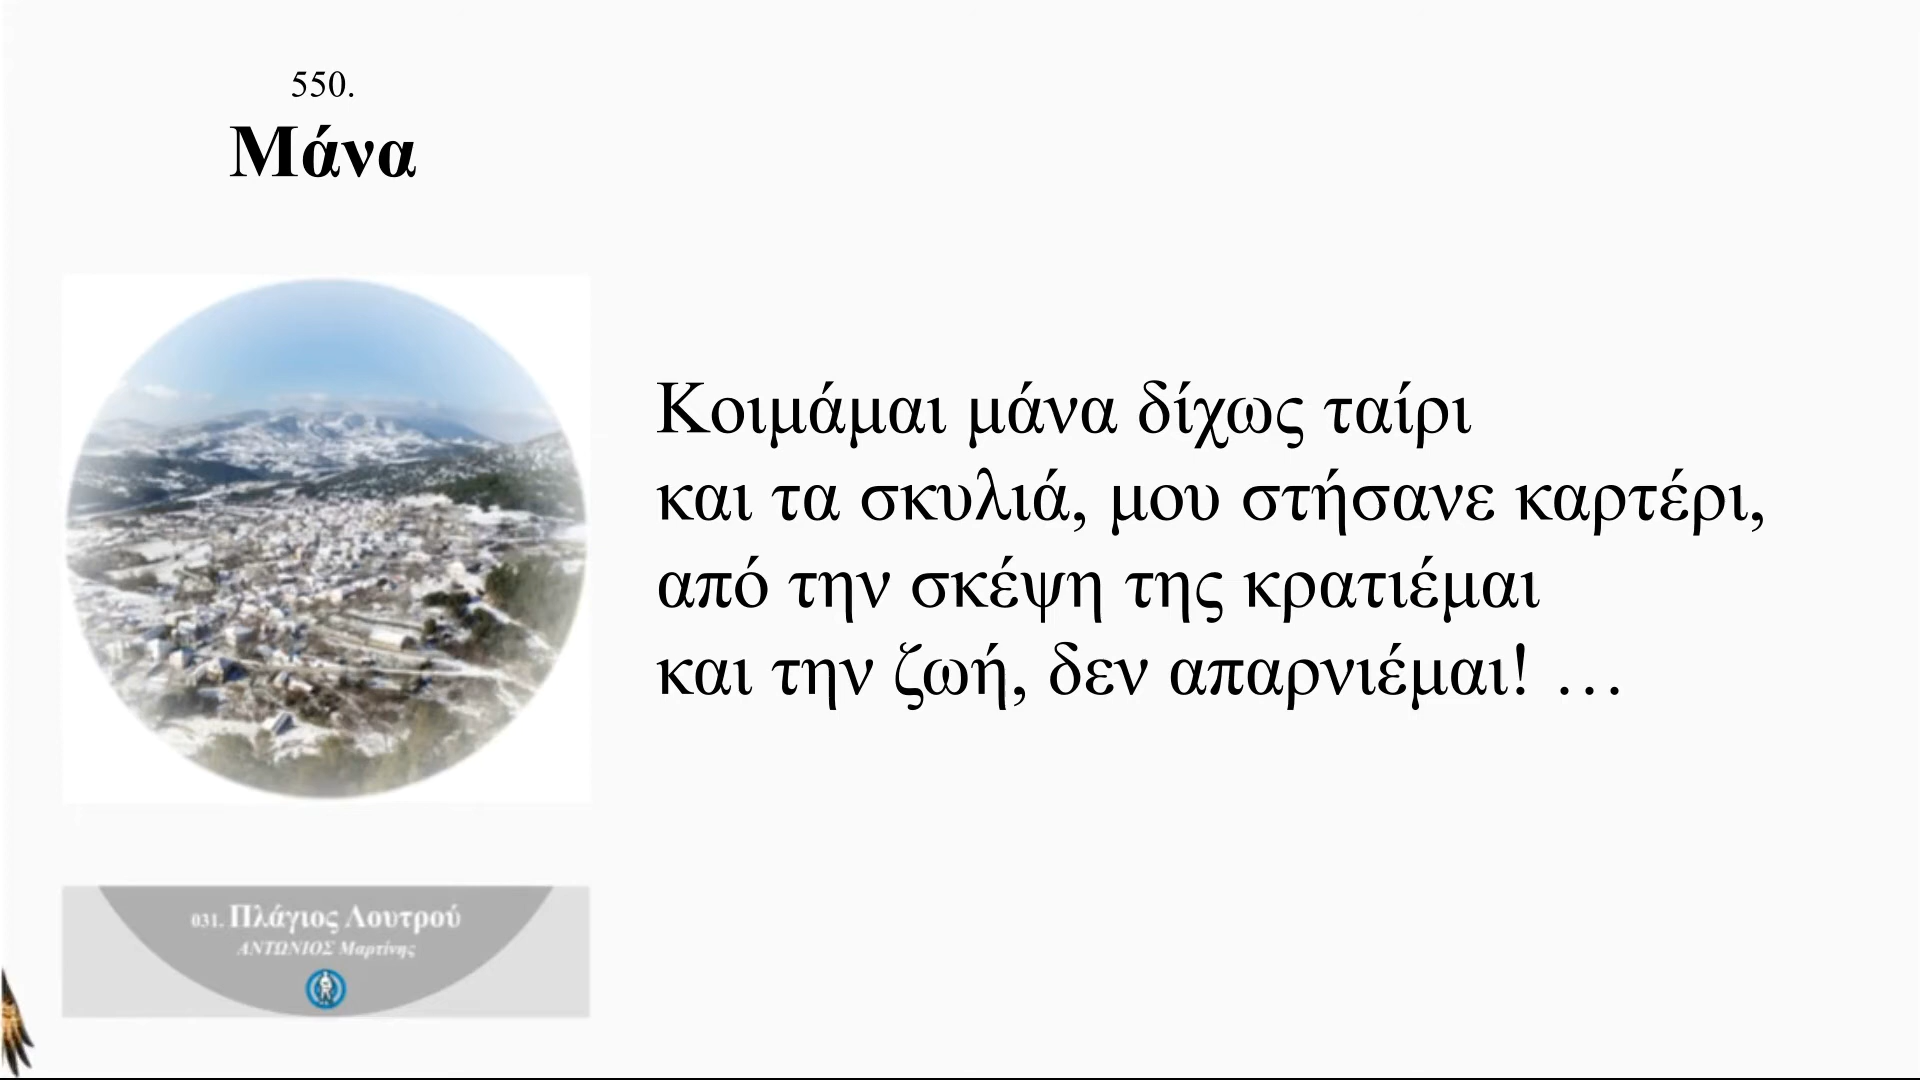 550.
Μάνα
Κοιμάμαι μάνα δίχως ταίρι
και τα σκυλιά, μου στήσανε καρτέρι,
από την σκέψη της κρατιέμαι
και την ζωή, δεν απαρνιέμαι! …
031. Πλάγιος Λουτρού
ΑΝΤΩΝΙΟΣ Μαρτίνης